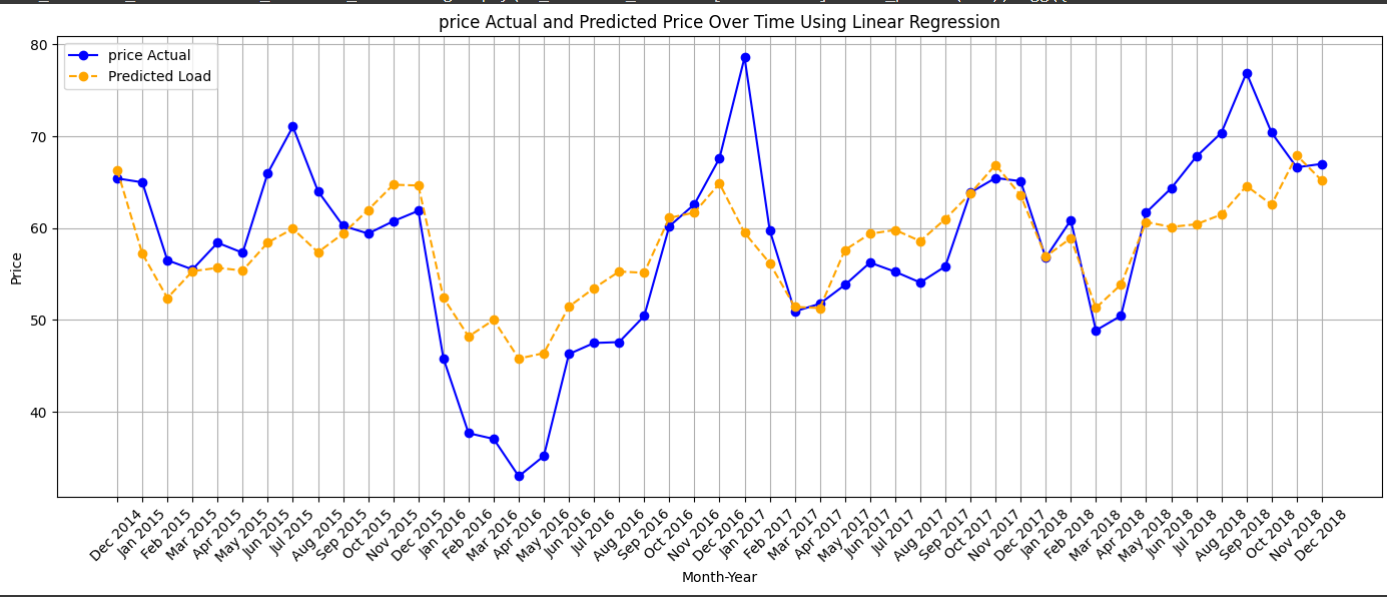 price Actual and Predicted Price Over Time Using Linear Regression
price Actual
Predicted Load
80
70
60
50
40
Price
Dec 2014
Jan 2015
Feb 2015
Mar 2015
Apr 2015
May 2015
Jun 2015
Jul 2015
Aug 2015
Sep 2015
Oct 2015
Nov 2015
Dec 2015
Jan 2016
Feb 2016
Mar 2016
Apr 2016
May 2016
Jun 2016
Jul 2016
Aug 2016
Sep 2016
Oct 2016
Nov 2016
Dec 2016
Jan 2017
Feb 2017
Mar 2017
Apr 2017
May 2017
Jun 2017
Jul 2017
Aug 2017
Sep 2017
Oct 2017
Nov 2017
Dec 2017
Jan 2018
Feb 2018
Mar 2018
Apr 2018
May 2018
Jun 2018
Jul 2018
Aug 2018
Sep 2018
Oct 2018
Nov 2018
Dec 2018
Month-Year